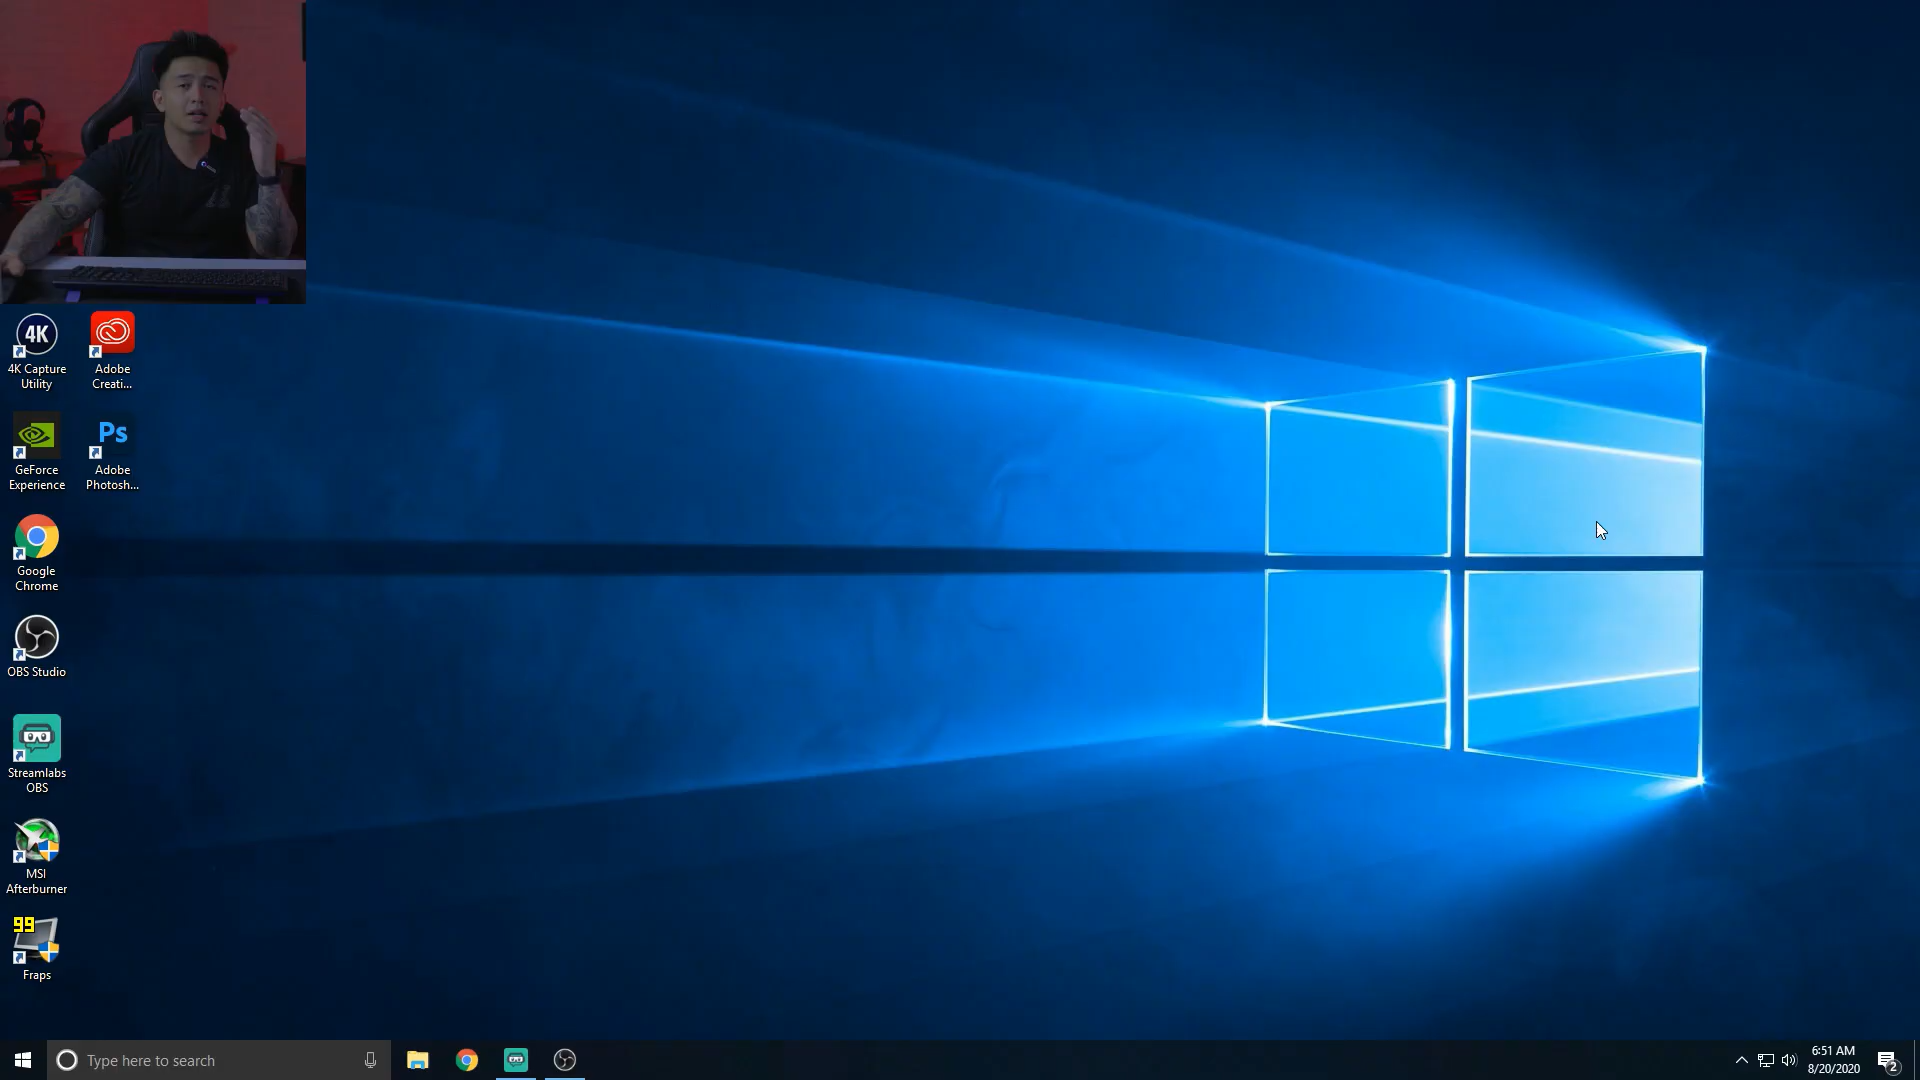 4K
4K Capture
Utility
Adobe
Creati...
GeForce
Experience
Ps
Adobe
Photosh...
Google
Chrome
OBS Studio
Streamlabs
OBS
MSI
Afterburner
99
Fraps
Type here to search
6:51 AM
8/20/2020
2